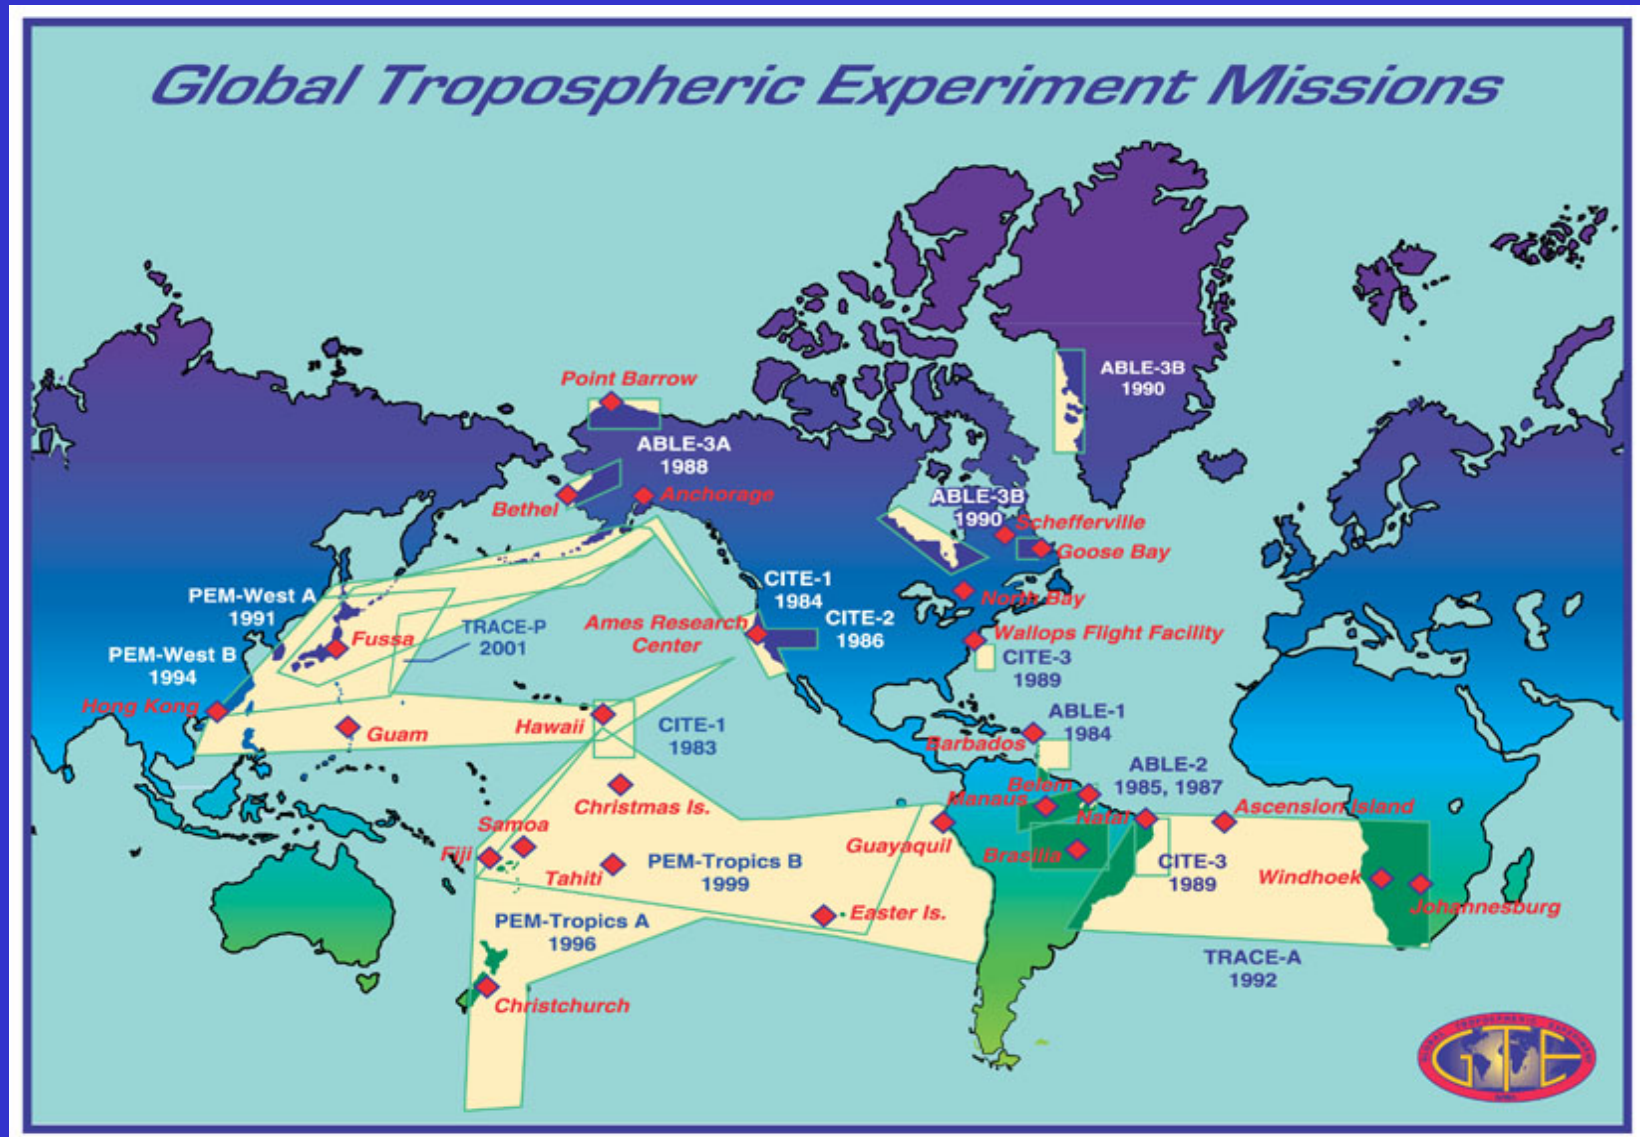 Global Tropospheric Experiment Missions
Point Barrow
ABLE-3B
1990
ABLE-3A
1988
Bethel
Anchorage
ABLE-3B
1990
Schefferville
Goose Bay
PEM-West A
1991
CITE-1
1984
North Bay
CITE-2
1986
Ames Research
Center
Wallops Flight Facility
TRACE-P
2001
Fussa
PEM-West B
1994
CITE-3
1989
Hong Kong
Guam
Hawaii
CITE-1
1983
ABLE-1
1984
Barbados
ABLE-2
1985, 1987
Belem
Manaus
Christmas Is.
Natal
Ascension Island
Samoa
Fiji
Guayaquil
Brasilia
Tahiti
PEM-Tropics B
1999
CITE-3
1989
Windhoek
Johannesburg
Easter Is.
PEM-Tropics A
1996
TRACE-A
1992
Christchurch
GLOBAL TROPOSPHERIC EXPERIMENT
GTE